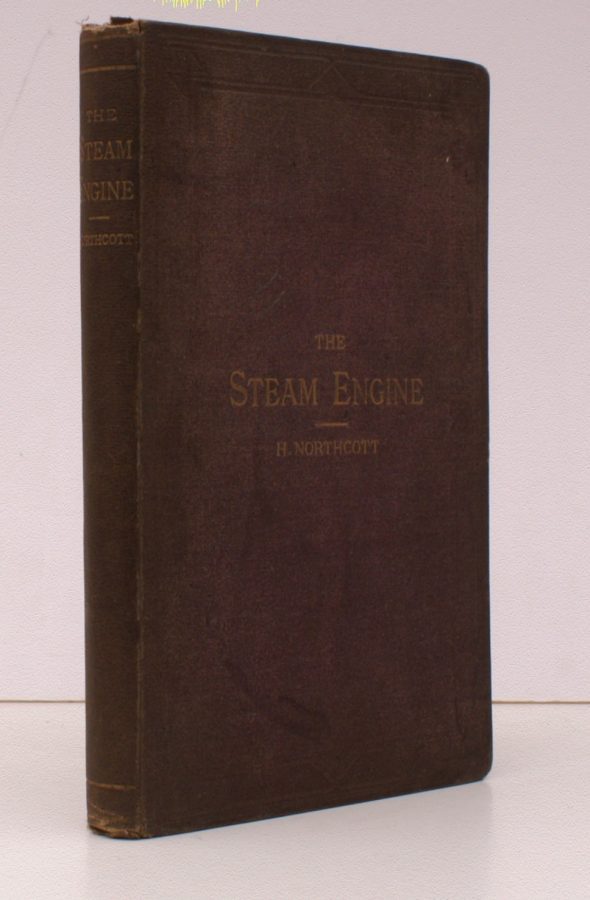 THE
STEAM
ENGINE
NORTHCOTT
THE
STEAM ENGINE
H. NORTHCOTT